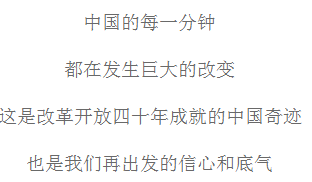 中国的每一分钟
都在发生巨大的改变
这是改革开放四十年成就的中国奇迹
也是我们再出发的信心和底气